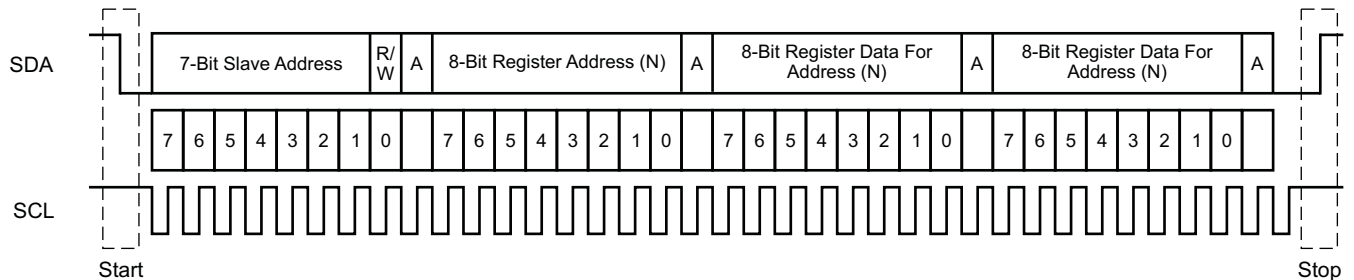 SDA
7-Bit Slave Address
R/
W
A
8-Bit Register Address (N)
A
8-Bit Register Data For
Address (N)
A
8-Bit Register Data For
Address (N)
A
7 6 5 4 3 2 1 0 7 6 5 4 3 2 1 0 7 6 5 4 3 2 1 0 7 6 5 4 3 2 1 0
SCL
Start
Stop